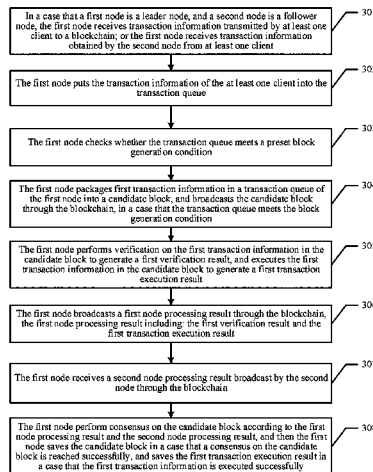 In a case that a first node is a leader node, and a second node is a follower
node, the first node receives transaction information transmitted by at least one
client to a blockchain; or the first node receives transaction information
obtained by the second node from at least one client
30
The first node puts the transaction information of the at least one client into the
transaction queue
30
The first node checks whether the transaction queue meets a preset block
generation condition
30
The first node packages first transaction information in a transaction queue of
the first node into a candidate block, and broadcasts the candidate block
through the blockchain, in a case that the transaction queue meets the block
generation condition
30
The first node performs verification on the first transaction information in the
candidate block to generate a first verification result, and executes the first
transaction information in the candidate block to generate a first transaction
execution result
30
The first node broadcasts a first node processing result through the blockchain,
the first node processing result including: the first verification result and the
first transaction execution result
30
The first node receives a second node processing result broadcast by the second
node through the blockchain
30
The first node perform consensus on the candidate block according to the first
node processing result and the second node processing result, and then the first
node saves the candidate block in a case that a consensus on the candidate
block is reached successfully, and saves the first transaction execution result in
a case that the first transaction information is executed successfully
30